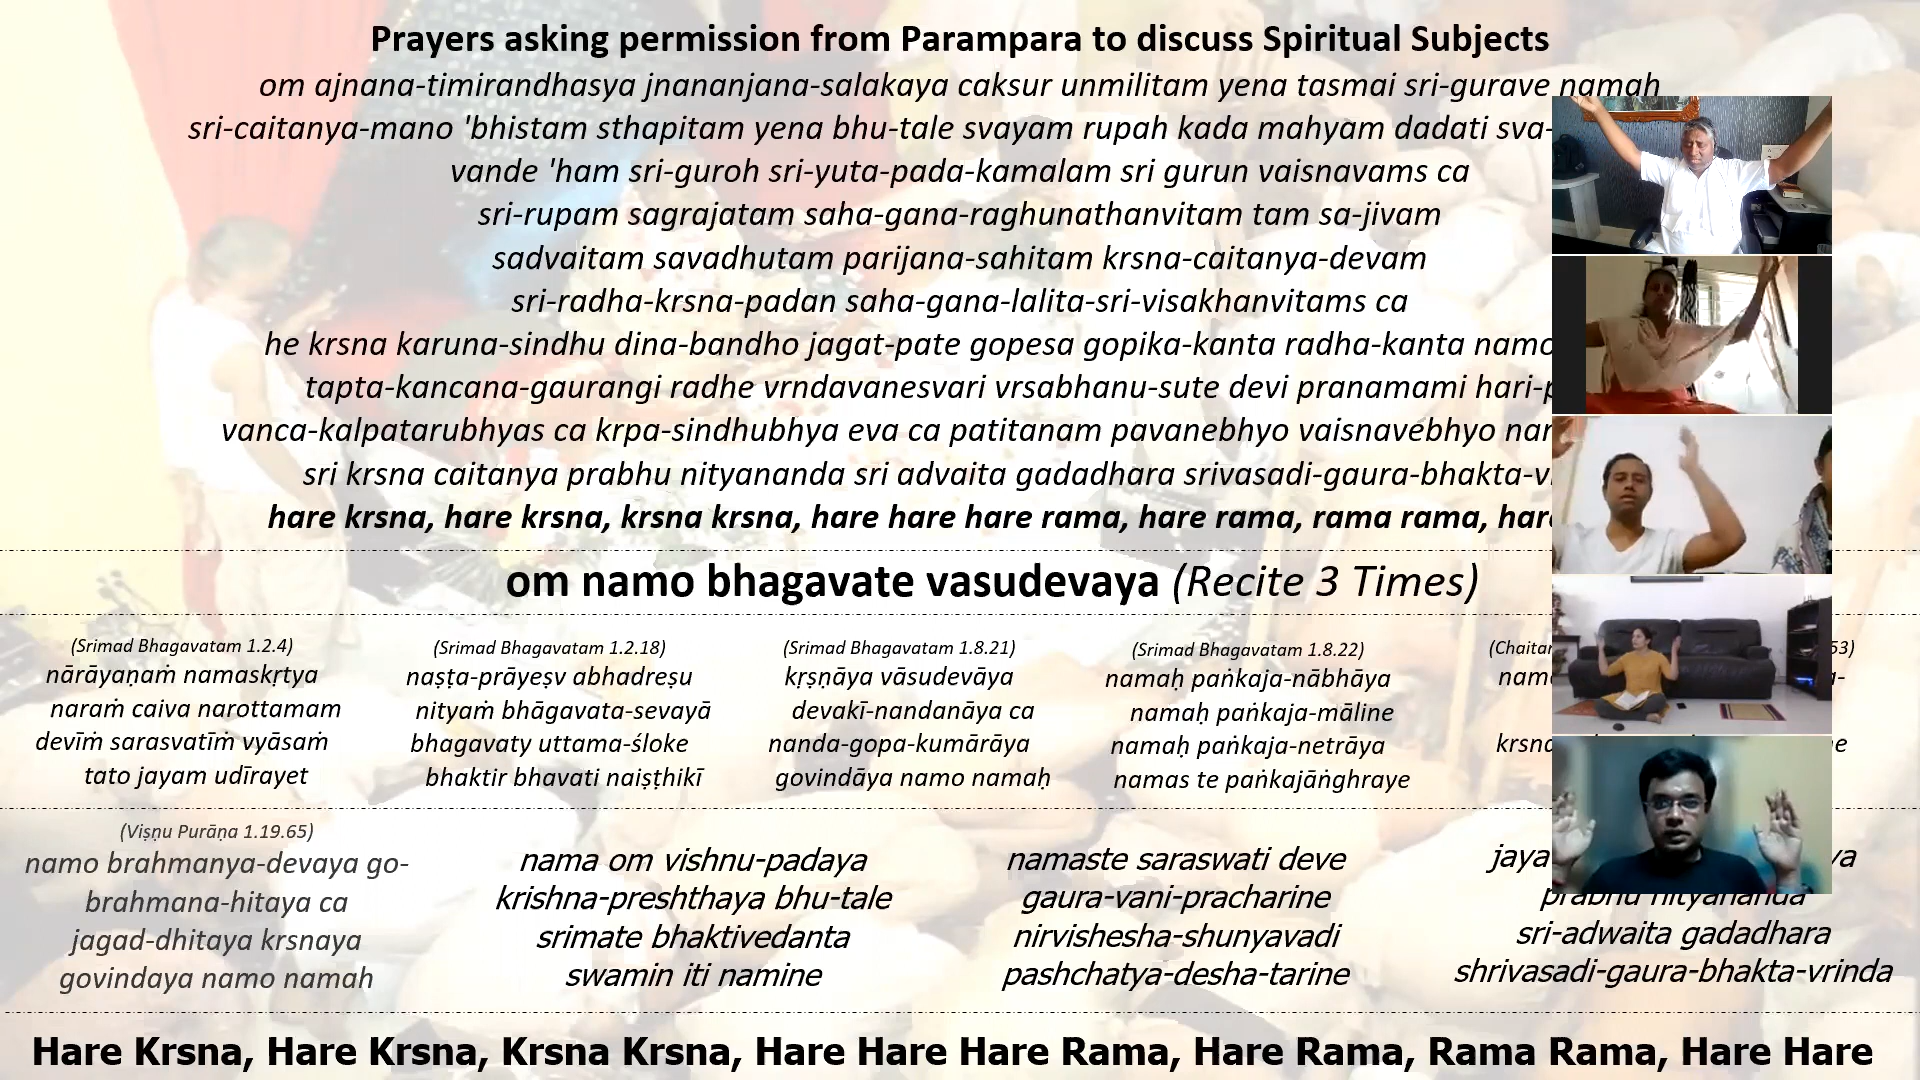 Prayers asking permission from Parampara to discuss Spiritual Subjects
om ajnana-timirandhasya jnananjana-salakaya caksur unmilitam yena tasmai sri-gurave namah
sri-caitanya-mano 'bhistam sthapitam yena bhu-tale svayam rupah kada mahyam dadati sva-
vande 'ham sri-guroh sri-yuta-pada-kamalam sri gurun vaisnavams ca
sri-rupam sagrajatam saha-gana-raghunathanvitam tam sa-jivam
sadvaitam savadhutam parijana-sahitam krsna-caitanya-devam
sri-radha-krsna-padan saha-gana-lalita-sri-visakhanvitams ca
he krsna karuna-sindhu dina-bandho jagat-pate gopesa gopika-kanta radha-kanta
tapta-kancana-gaurangi radhe vrndavanesvari vrsabhanu-sute devi pranamami
vanca-kalpatarubhyas ca krpa-sindhubhya eva ca patitanam pavanebhyo vaisnavebhyo
sri krsna caitanya prabhu nityananda sri advaita gadadhara
hare krsna, hare krsna, krsna krsna, hare hare hare rama, hare rama, rama rama,
om namo bhagavate vasudevaya (Recite 3 Times)
(Srimad Bhagavatam 1.2.4)
nārāyaṇaṁ namaskṛtya
naraṁ caiva narottamam
devīṁ sarasvatīṁ vyāsaṁ
tato jayam udīrayet
(Srimad Bhagavatam 1.2.18)
naṣṭa-prāyeṣv abhadreṣu
nityaṁ bhāgavata-sevayā
bhagavaty uttama-śloke
bhaktir bhavati naiṣṭhikī
(Srimad Bhagavatam 1.8.21)
kṛṣṇāya vāsudevāya
devakī-nandanāya ca
nanda-gopa-kumārāya
govindāya namo namaḥ
(Srimad Bhagavatam 1.8.22)
namaḥ paṅkaja-nābhāya
namaḥ paṅkaja-māline
namaḥ paṅkaja-netrāya
namas te paṅkajāṅghraye
(Viṣṇu Purāṇa 1.19.65)
namo brahmanya-devaya go-
brahmana-hitaya ca
jagad-dhitaya krsnaya
govindaya namo namah
nama om vishnu-padaya
krishna-preshthaya bhu-tale
srimate bhaktivedanta
swamin iti namine
namaste saraswati deve
gaura-vani-pracharine
nirvishesha-shunyavadi
pashchatya-desha-tarine
prabhu nityananda
sri-adwaita gadadhara
shrivasadi-gaura-bhakta-vrinda
Hare Krsna, Hare Krsna, Krsna Krsna, Hare Hare Hare Rama, Hare Rama, Rama Rama, Hare Hare